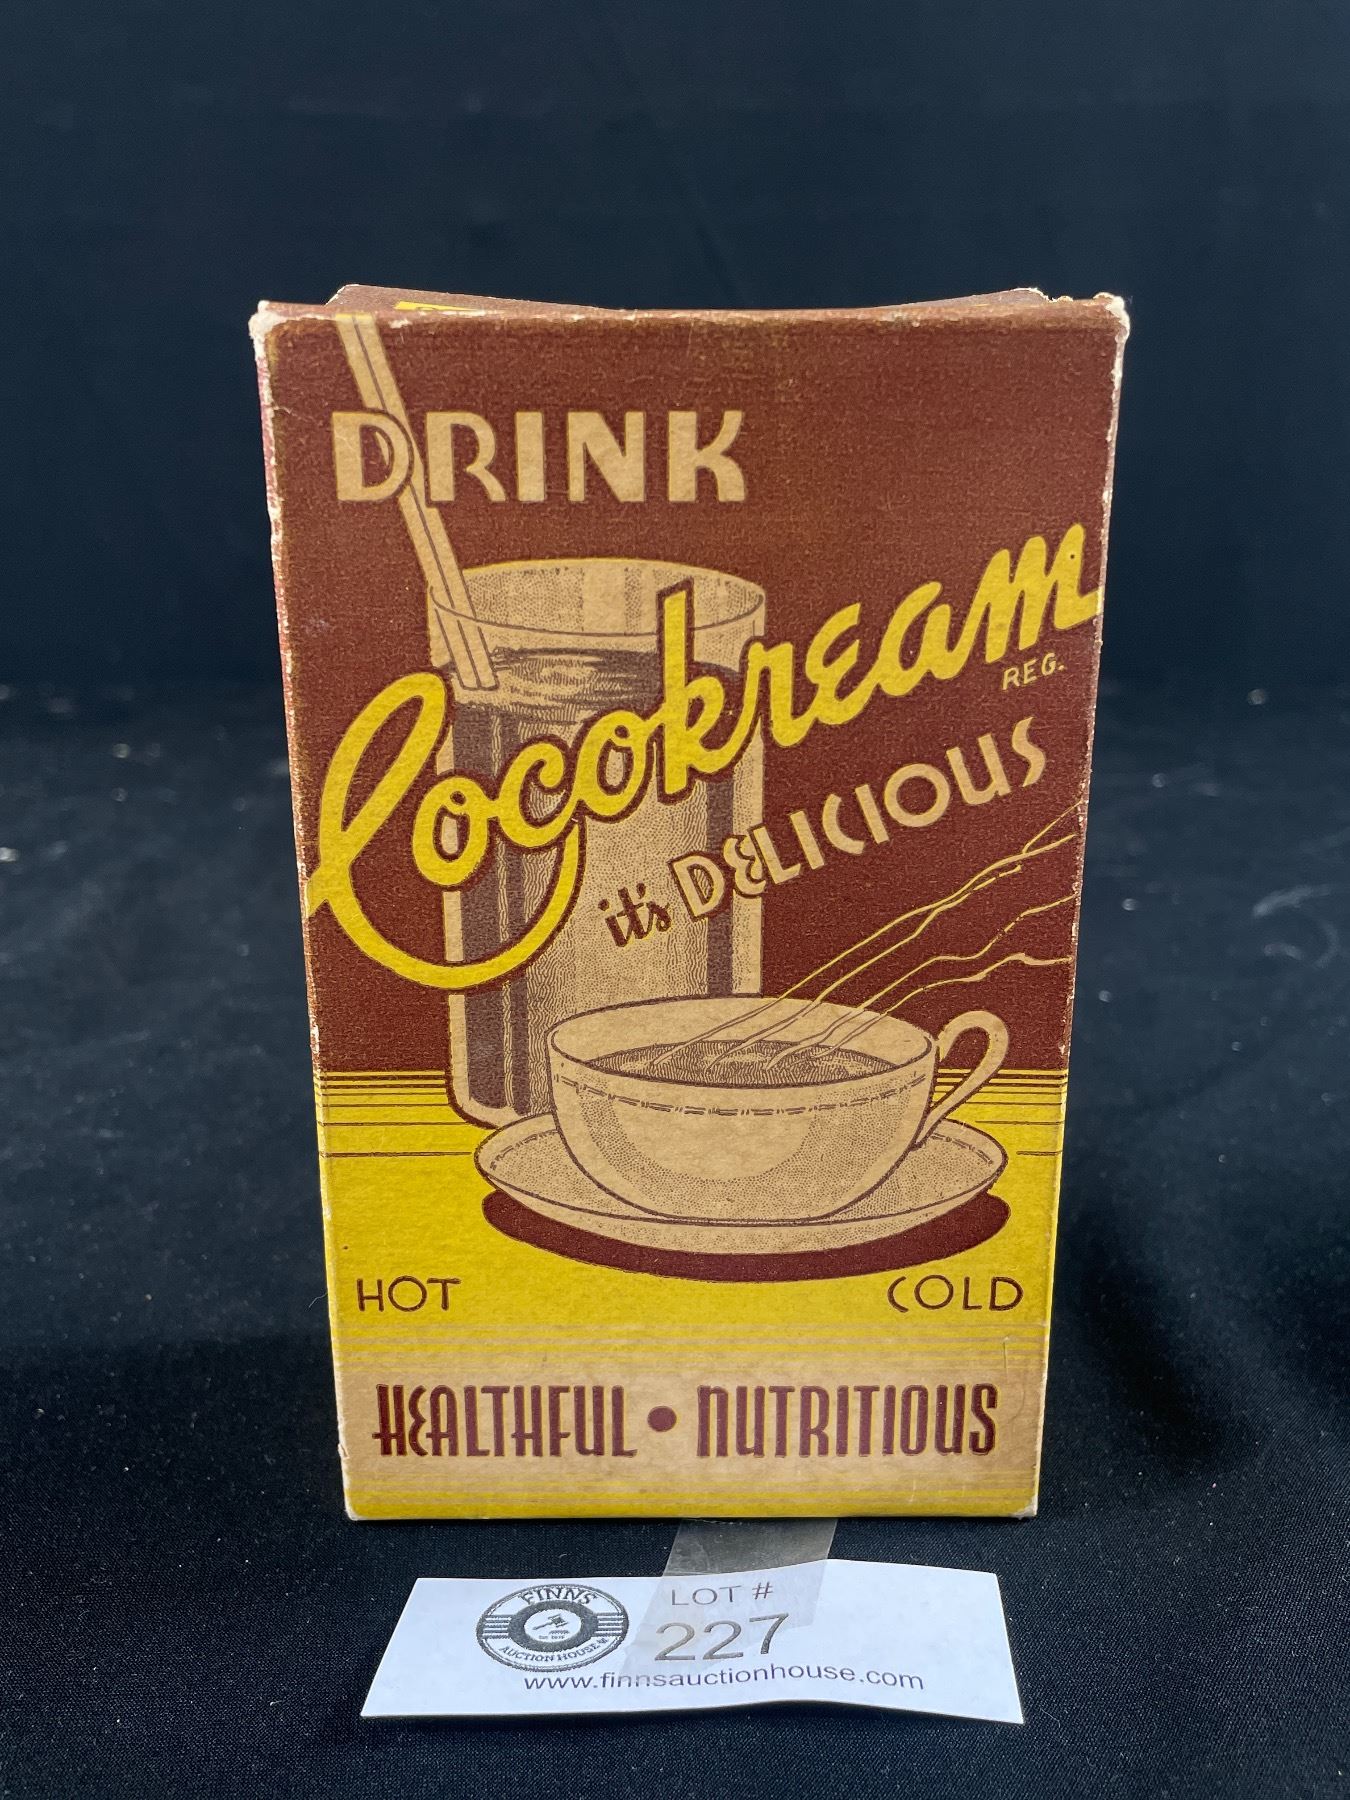 DRINK
Cocokream
REG.
it's DELICIOUS
HOT COLD
HEALTHFUL • NUTRITIOUS
FINNS
AUCTION HOUSE
LOT #
227
www.finnsauctionhouse.com